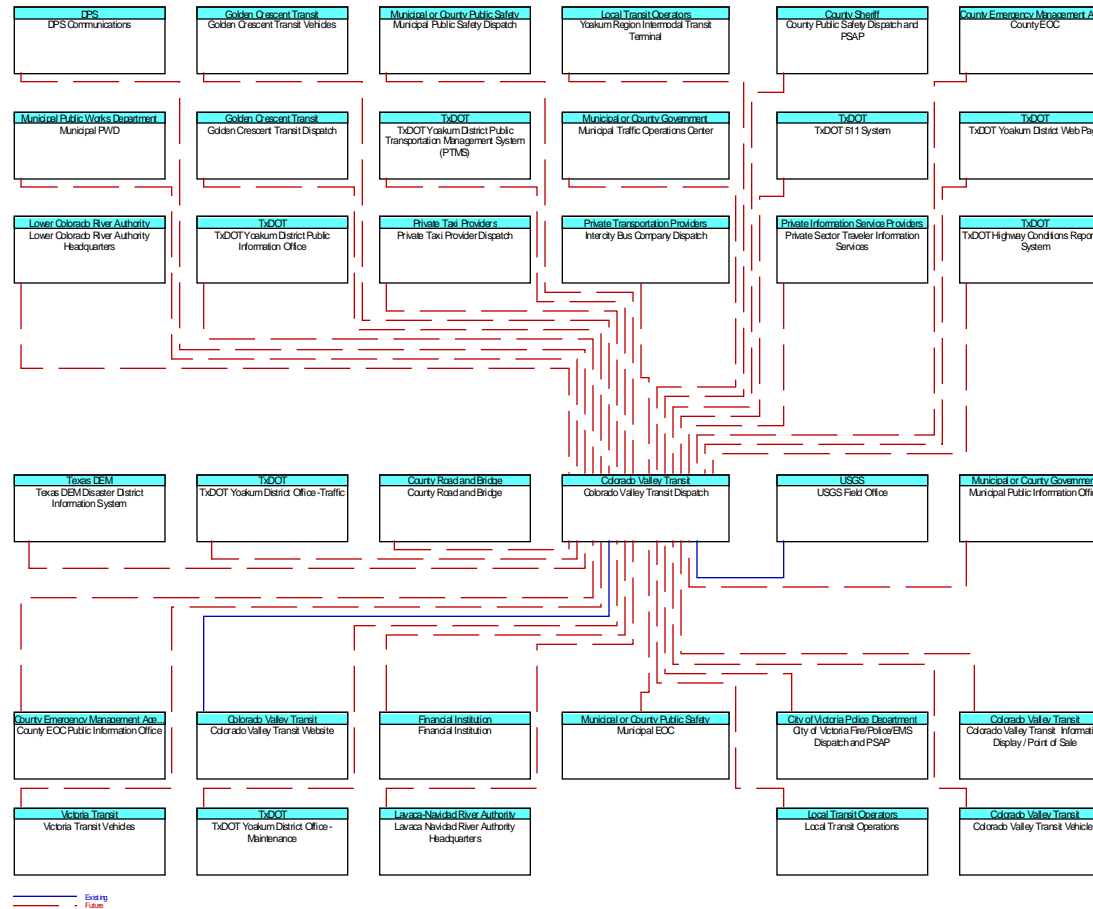 DPS
DPS Communications
Golden Crescent Transit
Golden Crescent Transit Vehicles
Municipal or County Public Safety
Municipal Public Safety Dispatch
Local Transit Operators
Yoakum Region Intermodal Transit
Terminal
County Sheriff
County Public Safety Dispatch and
PSAP
County Emergency Management A
County EOC
Municipal Public Works Department
Municipal PWD
Golden Crescent Transit
Golden Crescent Transit Dispatch
TxDOT
TxDOT Yoakum District Public
Transportation Management System
(PTMS)
Municipal or County Government
Municipal Traffic Operations Center
TxDOT
TxDOT 511 System
TxDOT
TxDOT Yoakum District Web Pag
Lower Colorado River Authority
Lower Colorado River Authority
Headquarters
TxDOT
TxDOT Yoakum District Public
Information Office
Private Taxi Providers
Private Taxi Provider Dispatch
Private Transportation Providers
Intercity Bus Company Dispatch
Private Information Service Providers
Private Sector Traveler Information
Services
TxDOT
TxDOT Highway Conditions Repor
System
Texas DEM
Texas DEM Disaster District
Information System
TxDOT
TxDOT Yoakum District Office - Traffic
County Road and Bridge
County Road and Bridge
Colorado Valley Transit
Colorado Valley Transit Dispatch
USGS
USGS Field Office
Municipal or County Governmen
Municipal Public Information Offi
County Emergency Management Age...
County EOC Public Information Office
Colorado Valley Transit
Colorado Valley Transit Website
Financial Institution
Financial Institution
Municipal or County Public Safety
Municipal EOC
City of Victoria Police Department
City of Victoria Fire/Police/EMS
Dispatch and PSAP
Colorado Valley Transit
Colorado Valley Transit Informati
Display / Point of Sale
Victoria Transit
Victoria Transit Vehicles
TxDOT
TxDOT Yoakum District Office -
Maintenance
Lavaca-Navidad River Authority
Lavaca Navidad River Authority
Headquarters
Local Transit Operators
Local Transit Operations
Colorado Valley Transit
Colorado Valley Transit Vehicle
Existing
Future